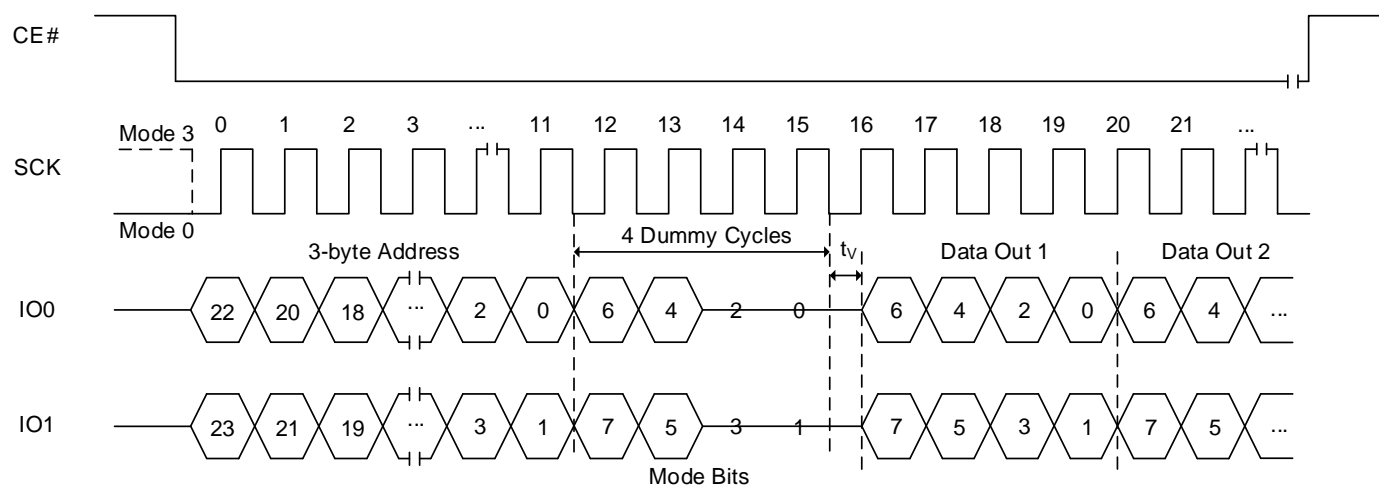 CE#
0 1 2 3 ... 11 12 13 14 15 16 17 18 19 20 21 ...
Mode 3
SCK
Mode 0
3-byte Address 4 Dummy Cycles tV Data Out 1 Data Out 2
IO0 22 20 18 ... 2 0 6 4 2 0 6 4 2 0 6 4 ...
IO1 23 21 19 ... 3 1 7 5 3 1 7 5 3 1 7 5 ...
Mode Bits